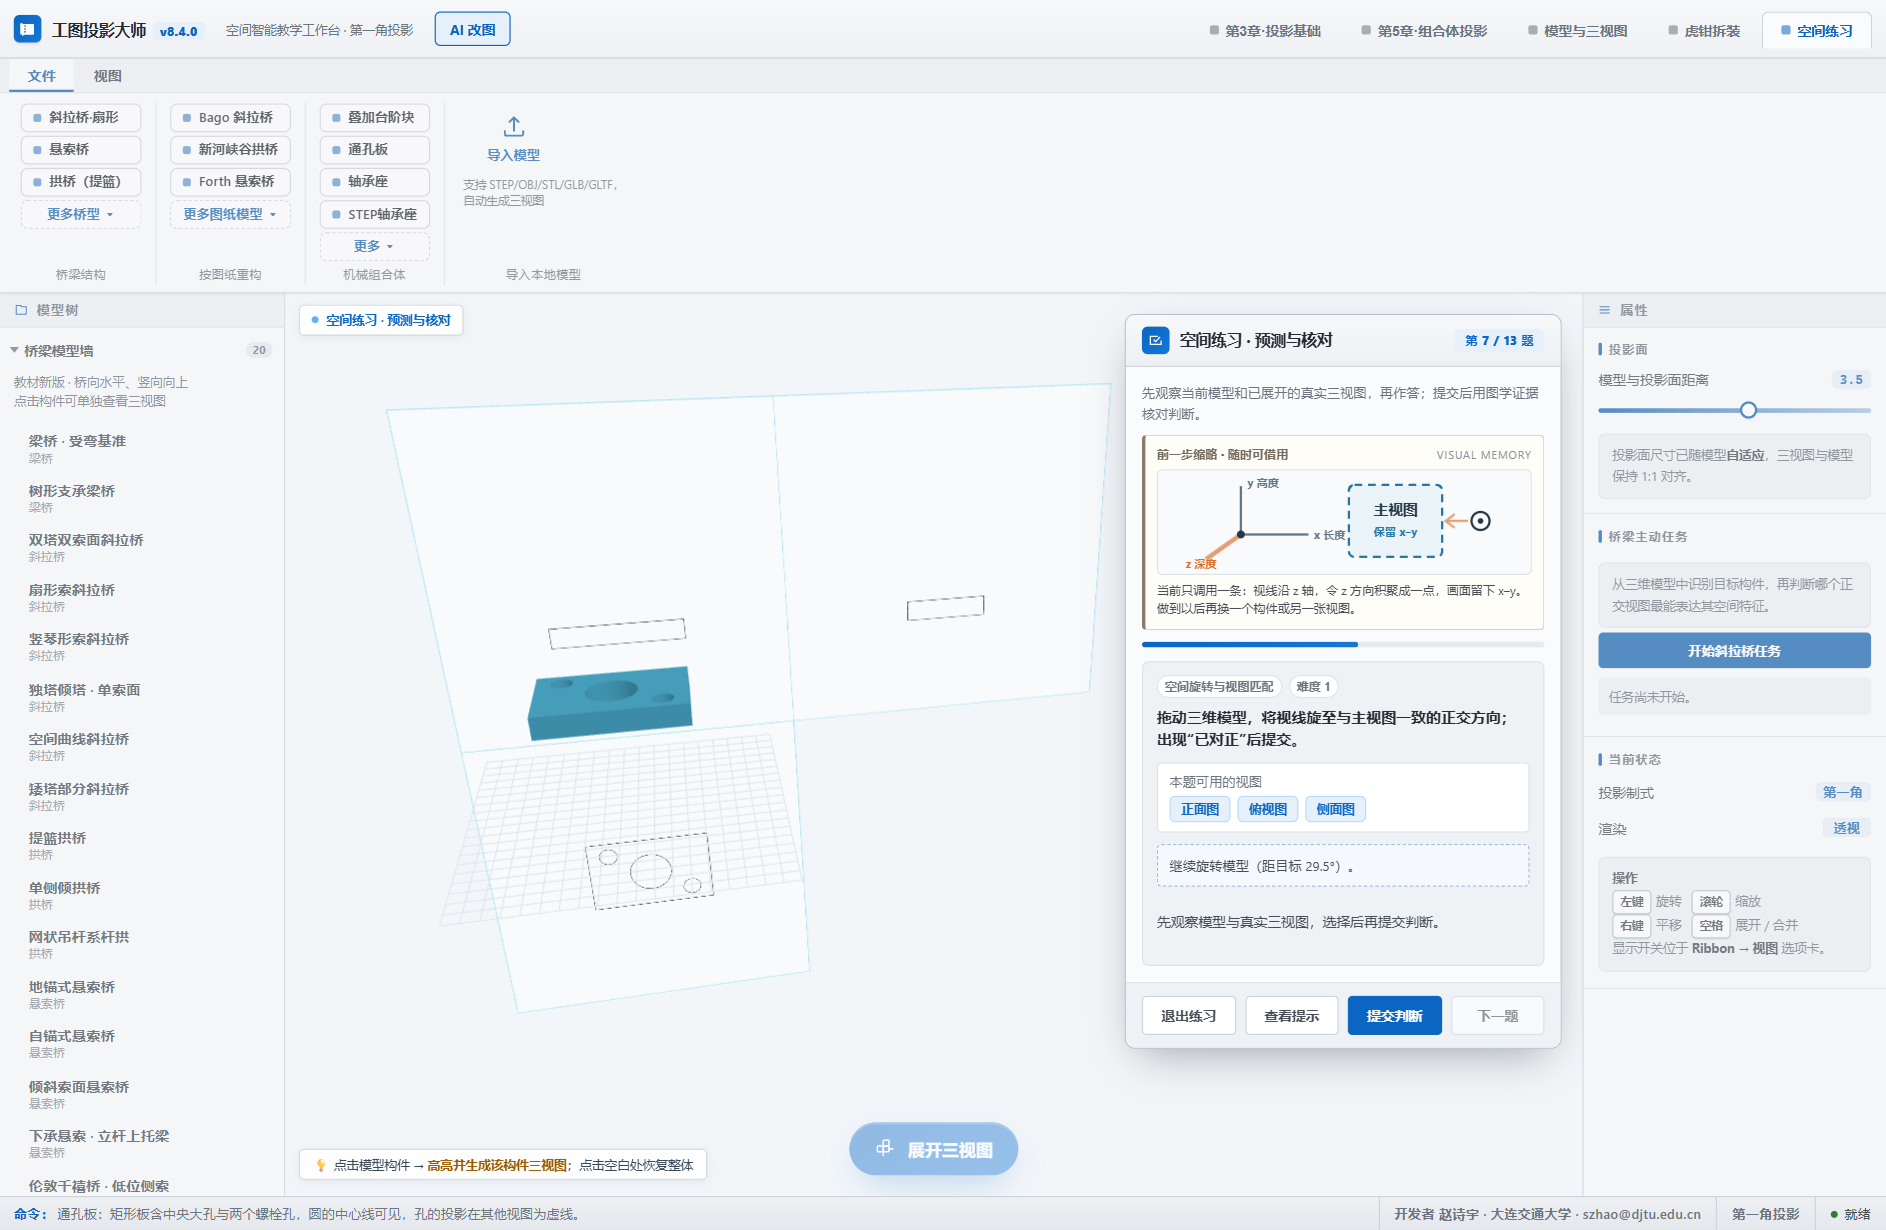 工图投影大师 v8.4.0 空间智能教学工作台 · 第一角投影 AI 改图
第3章·投影基础 第5章·组合体投影 模型与三视图 虎钳拆装 空间练习
文件 视图
斜拉桥·扇形
悬索桥
拱桥（提篮）
更多桥型
桥梁结构
Bago 斜拉桥
新河峡谷拱桥
Forth 悬索桥
更多图纸模型
按图纸重构
叠加台阶块
通孔板
轴承座
STEP轴承座
更多
机械组合体
导入模型
支持 STEP/OBJ/STL/GLB/GLTF，
自动生成三视图
导入本地模型
模型树
桥梁模型墙 20
教材新版 · 桥向水平、竖向向上
点击构件可单独查看三视图
梁桥 · 受弯基准
梁桥
树形支承梁桥
梁桥
双塔双索面斜拉桥
斜拉桥
扇形索斜拉桥
斜拉桥
竖琴形索斜拉桥
斜拉桥
独塔倾塔 · 单索面
斜拉桥
空间曲线斜拉桥
斜拉桥
矮塔部分斜拉桥
斜拉桥
提篮拱桥
拱桥
单侧倾拱桥
拱桥
网状吊杆系杆拱
拱桥
地锚式悬索桥
悬索桥
自锚式悬索桥
悬索桥
倾斜索面悬索桥
悬索桥
下承悬索 · 立杆上托梁
悬索桥
伦敦千禧桥 · 低位侧索
空间练习 · 预测与核对
点击模型构件 → 高亮并生成该构件三视图；点击空白处恢复整体
展开三视图
空间练习 · 预测与核对 第 7 / 13 题
先观察当前模型和已展开的真实三视图，再作答；提交后用图学证据
核对判断。
前一步缩略 · 随时可借用 VISUAL MEMORY
y 高度
x 长度
z 深度
主视图
保留 x–y
当前只调用一条：视线沿 z 轴，令 z 方向积聚成一点，画面留下 x–y。
做到以后再换一个构件或另一张视图。
空间旋转与视图匹配 难度 1
拖动三维模型，将视线旋至与主视图一致的正交方向；
出现“已对正”后提交。
本题可用的视图
正面图 俯视图 侧面图
继续旋转模型（距目标 29.5°）。
先观察模型与真实三视图，选择后再提交判断。
退出练习 查看提示 提交判断 下一题
属性
投影面
模型与投影面距离 3.5
投影面尺寸已随模型自适应，三视图与模型
保持 1:1 对齐。
桥梁主动任务
从三维模型中识别目标构件，再判断哪个正
交视图最能表达其空间特征。
开始斜拉桥任务
任务尚未开始。
当前状态
投影制式 第一角
渲染 透视
操作
左键 旋转 滚轮 缩放
右键 平移 空格 展开 / 合并
显示开关位于 Ribbon → 视图 选项卡。
命令： 通孔板：矩形板含中央大孔与两个螺栓孔，圆的中心线可见，孔的投影在其他视图为虚线。
开发者 赵诗宇 · 大连交通大学 · szhao@djtu.edu.cn 第一角投影 就绪